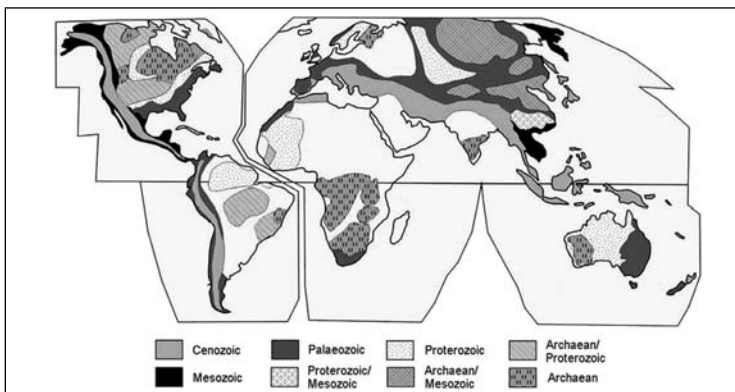 Cenozoic Palaeozoic Proterozoic Archaean/
Proterozoic
Mesozoic Proterozoic/
Mesozoic Archaean/
Mesozoic Archaean